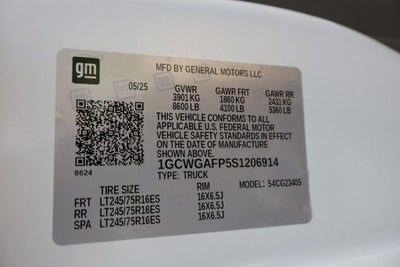 gm
MFD BY GENERAL MOTORS LLC
05/25 GVWR GAWR FRT GAWR RR
3901 KG 1860 KG 2431 KG
8600 LB 4100 LB 5360 LB
THIS VEHICLE CONFORMS TO ALL
APPLICABLE U.S. FEDERAL MOTOR
VEHICLE SAFETY STANDARDS IN EFFECT
ON THE DATE OF MANUFACTURE
SHOWN ABOVE.
1GCWGAFP5S1206914
8624 TYPE: TRUCK
TIRE SIZE RIM 54CG23405
FRT LT245/75R16ES 16X6.5J
RR LT245/75R16ES 16X6.5J
SPA LT245/75R16ES 16X6.5J